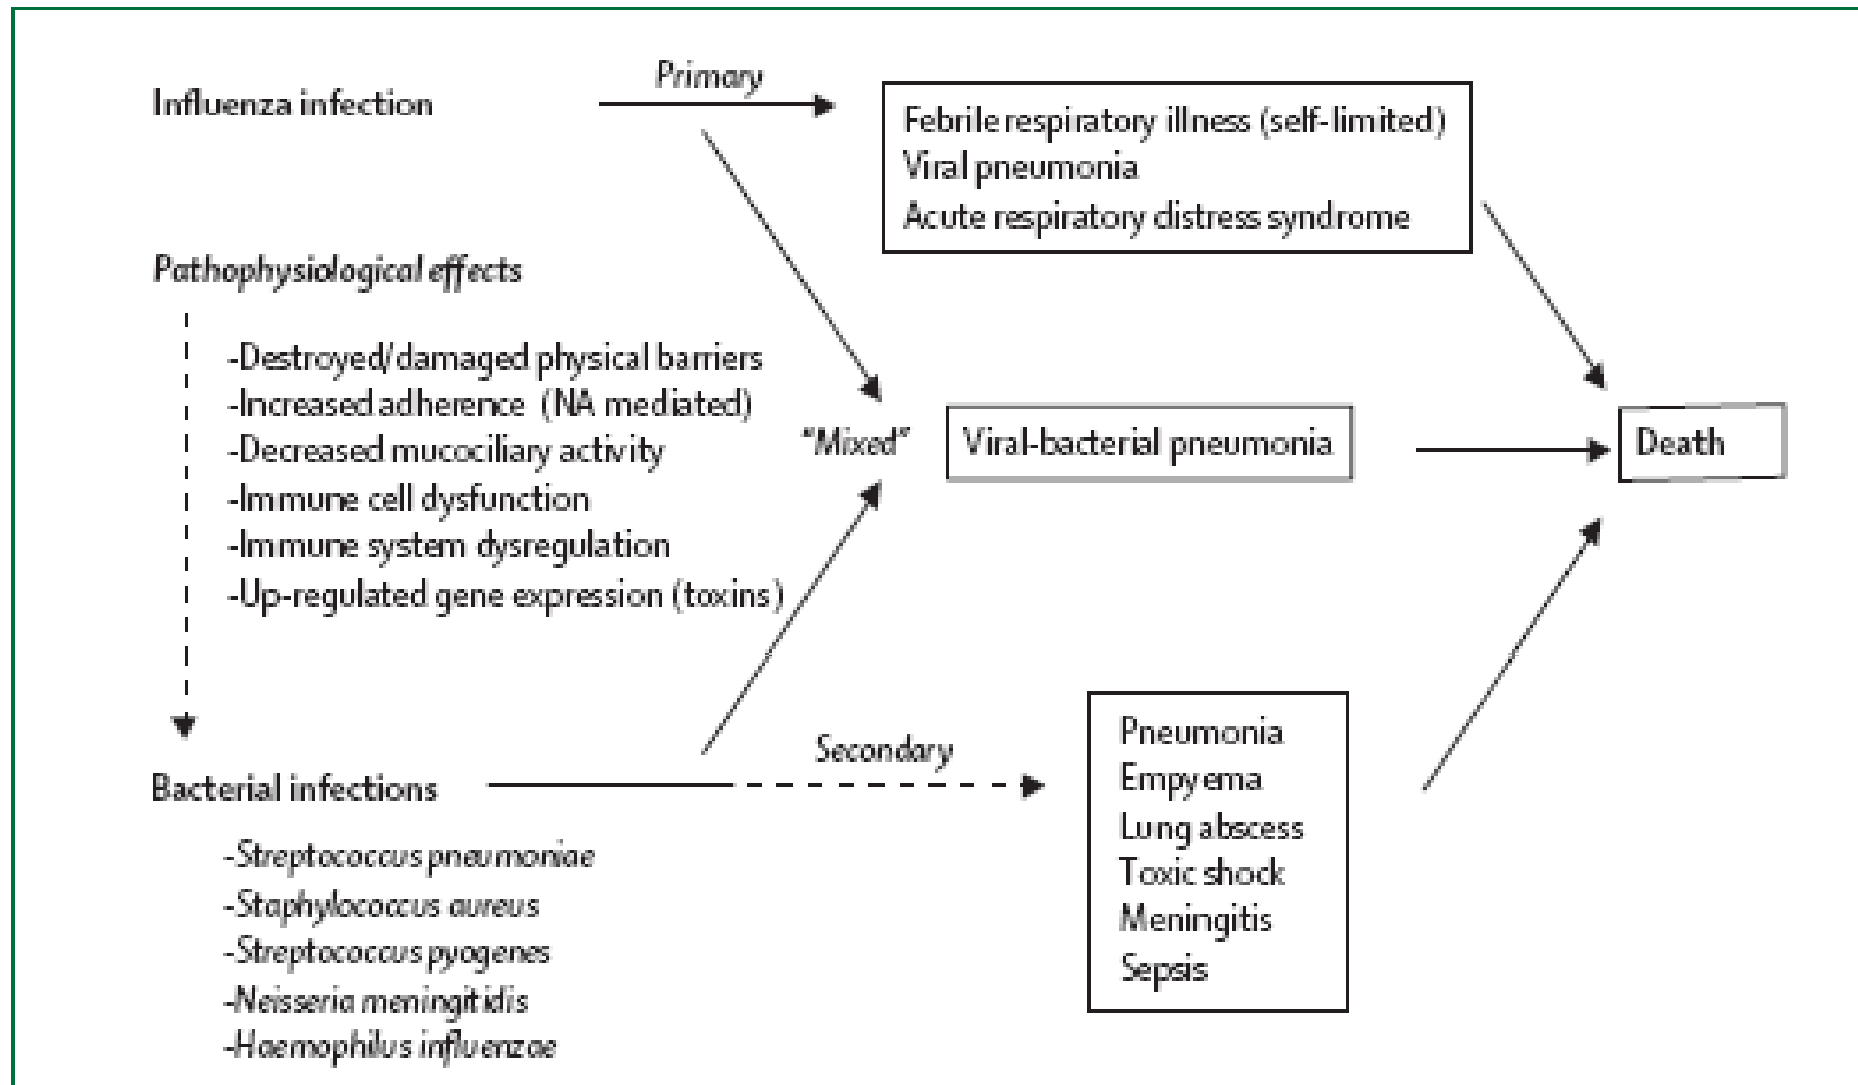 Primary
Influenza infection
Febrile respiratory illness (self-limited)
Viral pneumonia
Acute respiratory distress syndrome
Pathophysiological effects
-Destroyed/damaged physical barriers
-Increased adherence (NA mediated)
-Decreased mucociliary activity
-Immune cell dysfunction
-Immune system dysregulation
-Up-regulated gene expression (toxins)
"Mixed"
Viral-bacterial pneumonia
Death
Secondary
Bacterial infections
-Streptococcus pneumoniae
-Staphylococcus aureus
-Streptococcus pyogenes
-Neisseria meningitidis
-Haemophilus influenzae
Pneumonia
Empyema
Lung abscess
Toxic shock
Meningitis
Sepsis